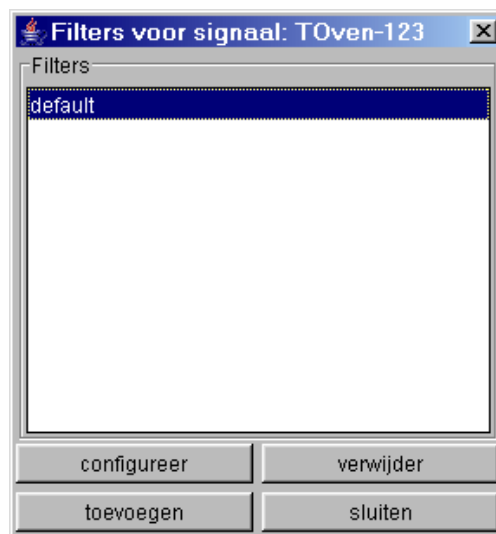 Filters voor signaal: TOven-123
Filters
default
configureer
verwijder
toevoegen
sluiten